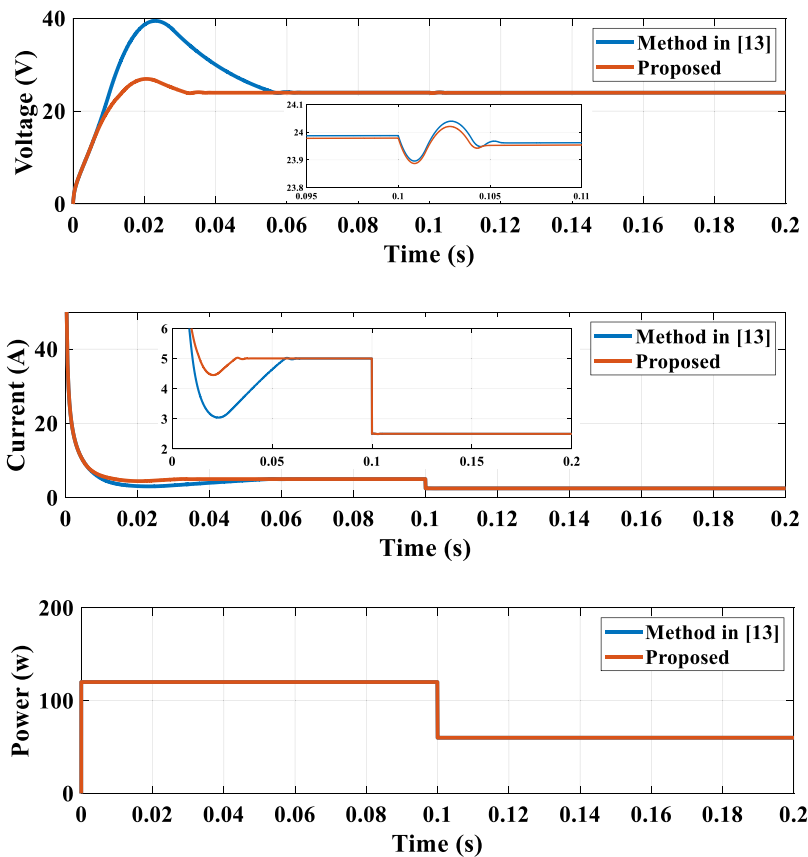 40
20
0
Voltage (V)
Method in [13]
Proposed
24.1
24
23.9
23.8
0.095
0.1
0.105
0.11
0 0.02 0.04 0.06 0.08 0.1 0.12 0.14 0.16 0.18 0.2
Time (s)
40
20
0
Current (A)
Method in [13]
Proposed
6
5
4
3
2
0 0.05 0.1 0.15 0.2
0 0.02 0.04 0.06 0.08 0.1 0.12 0.14 0.16 0.18 0.2
Time (s)
200
100
0
Power (w)
Method in [13]
Proposed
0 0.02 0.04 0.06 0.08 0.1 0.12 0.14 0.16 0.18 0.2
Time (s)